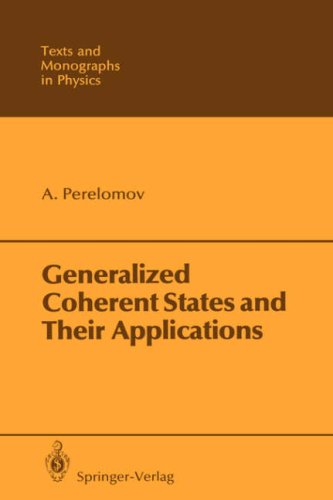 Texts and
Monographs
in Physics
A. Perelomov
Generalized
Coherent States and
Their Applications
Springer-Verlag